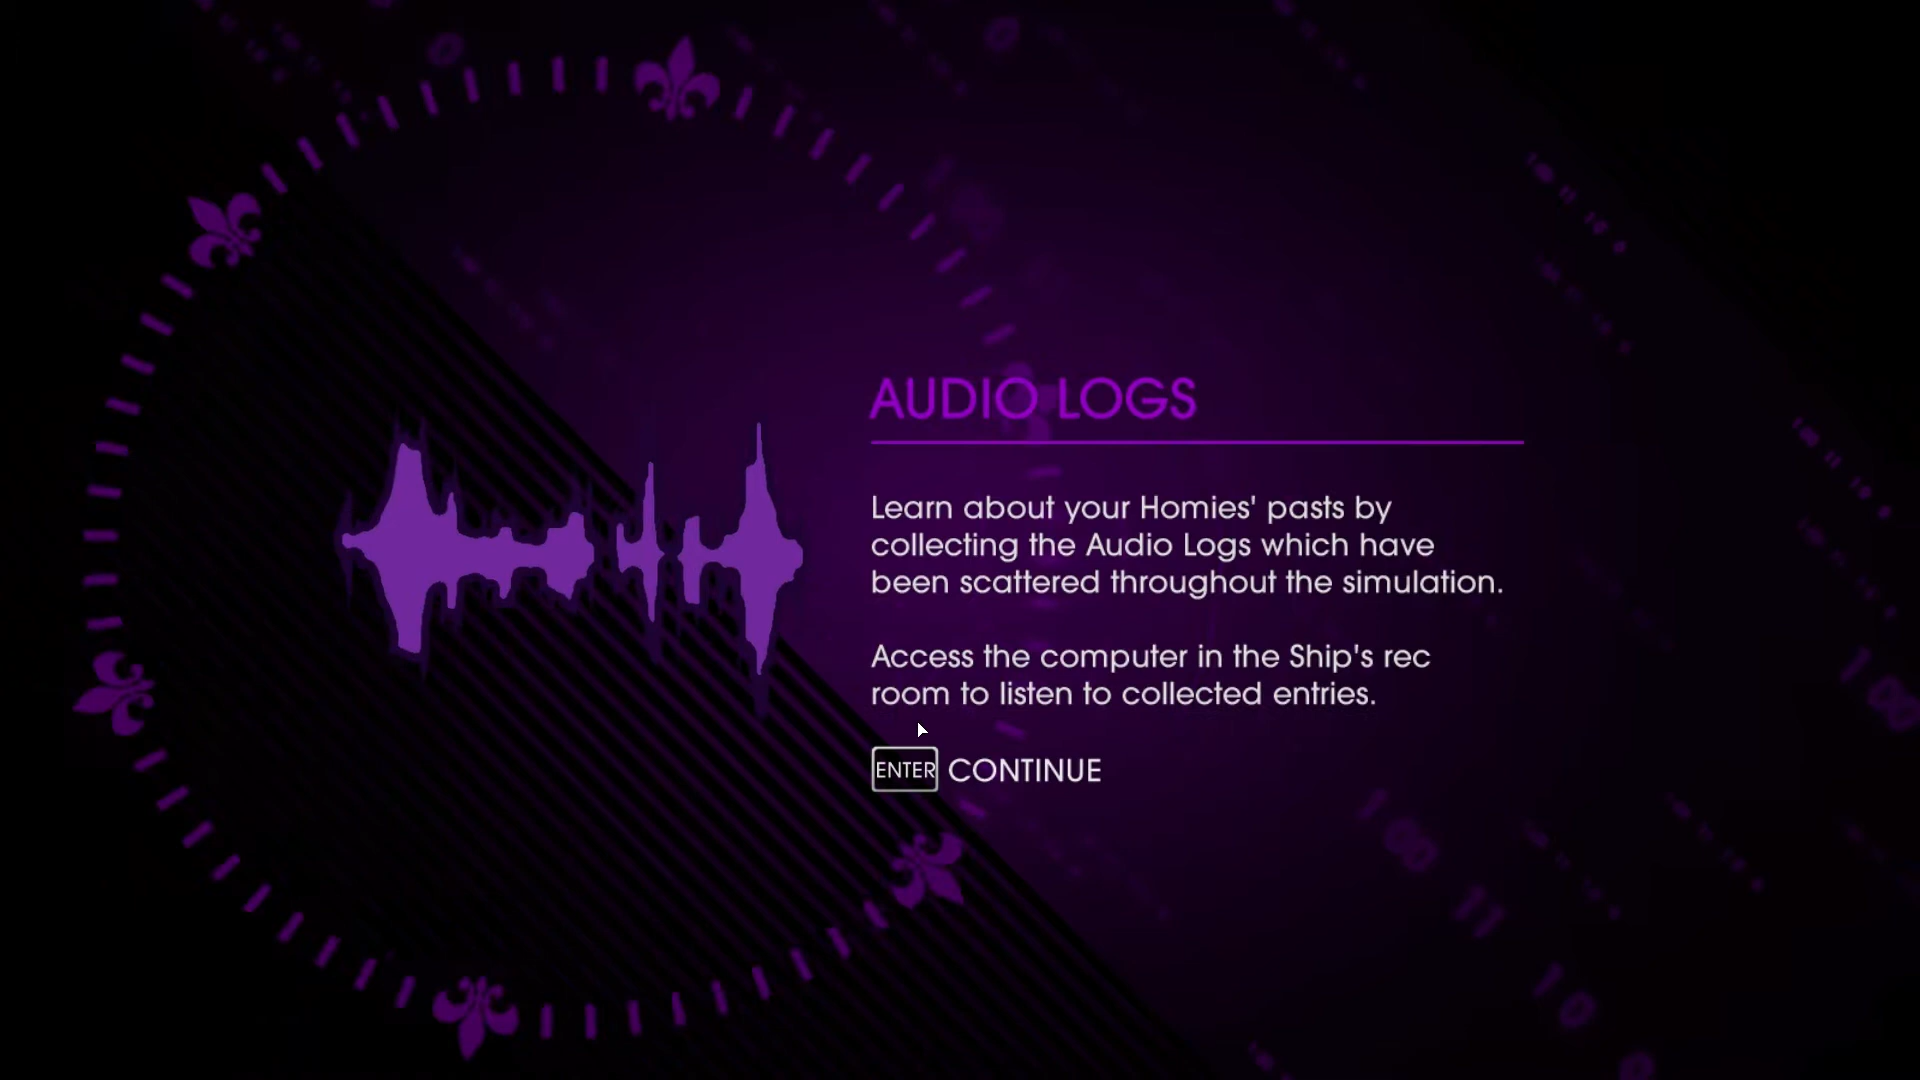 AUDIO LOGS
Learn about your Homies' pasts by
collecting the Audio Logs which have
been scattered throughout the simulation.
Access the computer in the Ship's rec
room to listen to collected entries.
ENTER CONTINUE